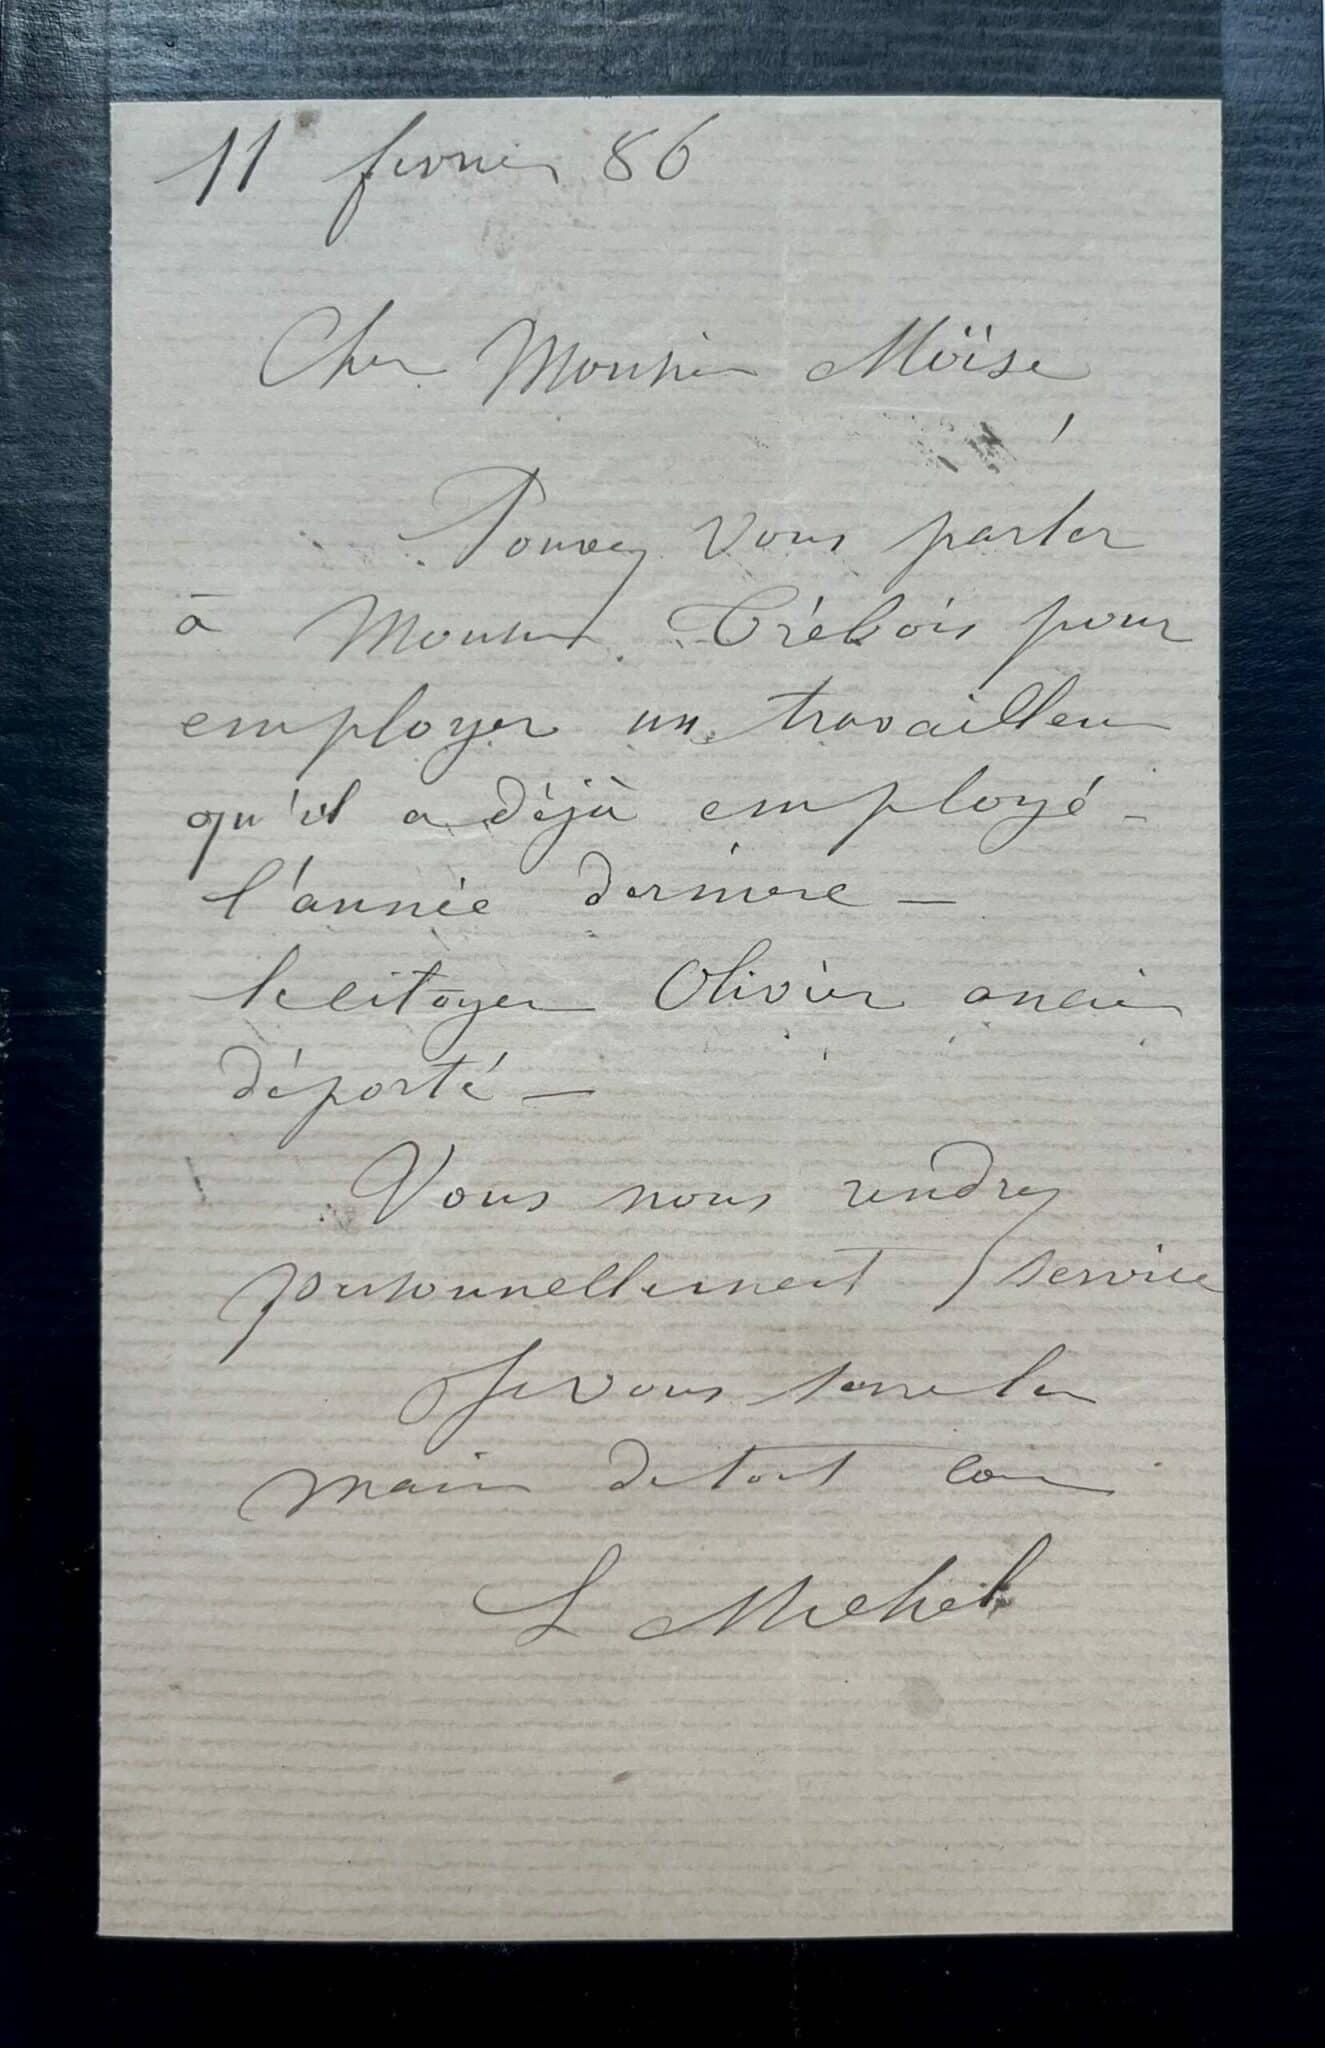 11 fevrier 86
Cher Monsieur Moïse
Pouvez vous parler
à Monsieur Trébois pour
employer un travailleur
qu'il a déjà employé -
l'année derniere —
le citoyen Olivier ancien
déporté —
Vous nous rendrez
personnellement service
Je vous serre la
main de tout cœur
L Michel